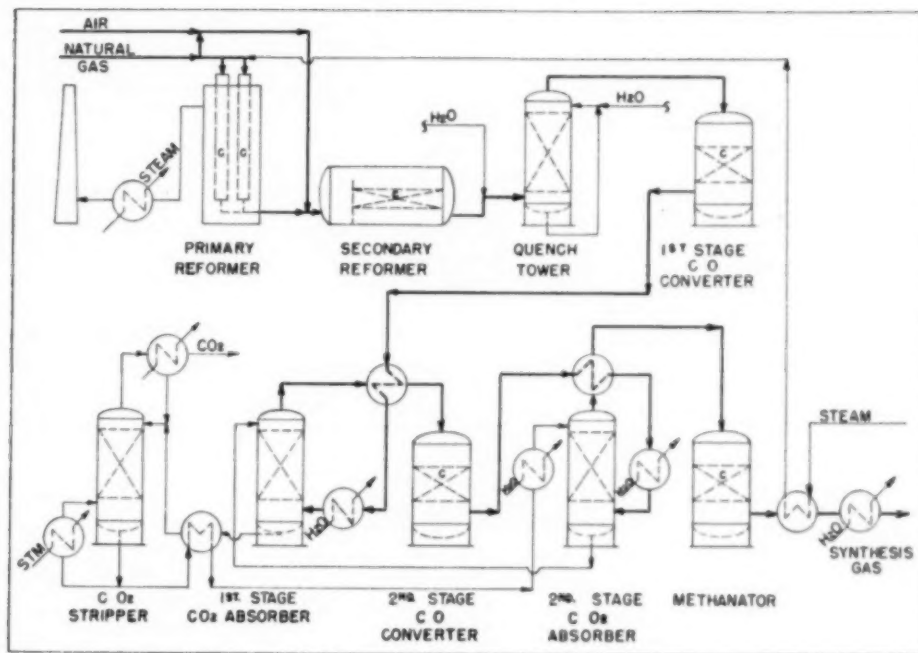 AIR
NATURAL
GAS
STEAM
H2O
H2O
C C
C
C
PRIMARY
REFORMER
SECONDARY
REFORMER
QUENCH
TOWER
1ST STAGE
C O
CONVERTER
CO2
STEAM
C
C
H2O
H2O
H2O
H2O
STM
SYNTHESIS
GAS
C O2
STRIPPER
1ST. STAGE
CO2 ABSORBER
2ND. STAGE
C O
CONVERTER
2ND. STAGE
C O2
ABSORBER
METHANATOR